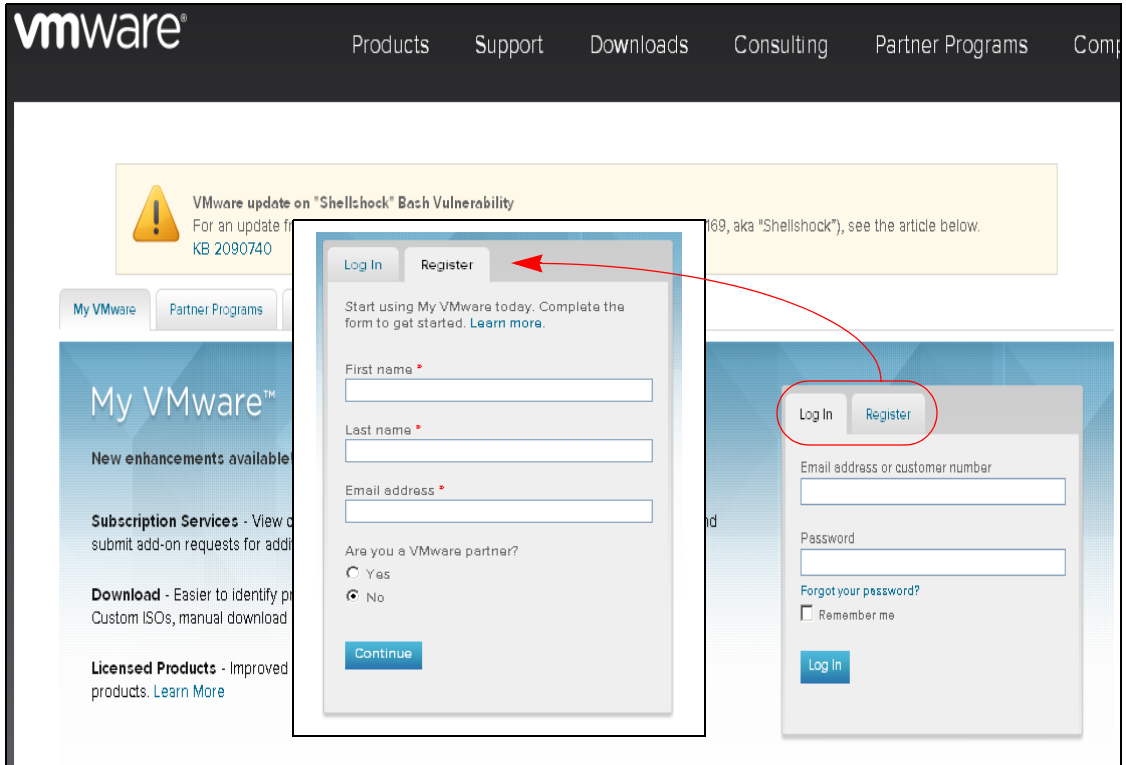 vmware®
Products Support Downloads Consulting Partner Programs
VMware update on "Shellshock" Bash Vulnerability
For an update
169, aka "Shellshock"), see the article below.
KB 2090740
My VMware Partner Programs
My VMware™
New enhancements available!
Subscription Services - View
submit add-on requests for
Download - Easier to identify
Custom ISOs, manual download
Licensed Products - Improved
products. Learn More
Log In Register
Start using My VMware today. Complete the
form to get started. Learn more.
First name *
Last name *
Email address *
Are you a VMware partner?
Yes
No
Continue
Log In Register
Email address or customer number
Password
Forgot your password?
Remember me
Log In